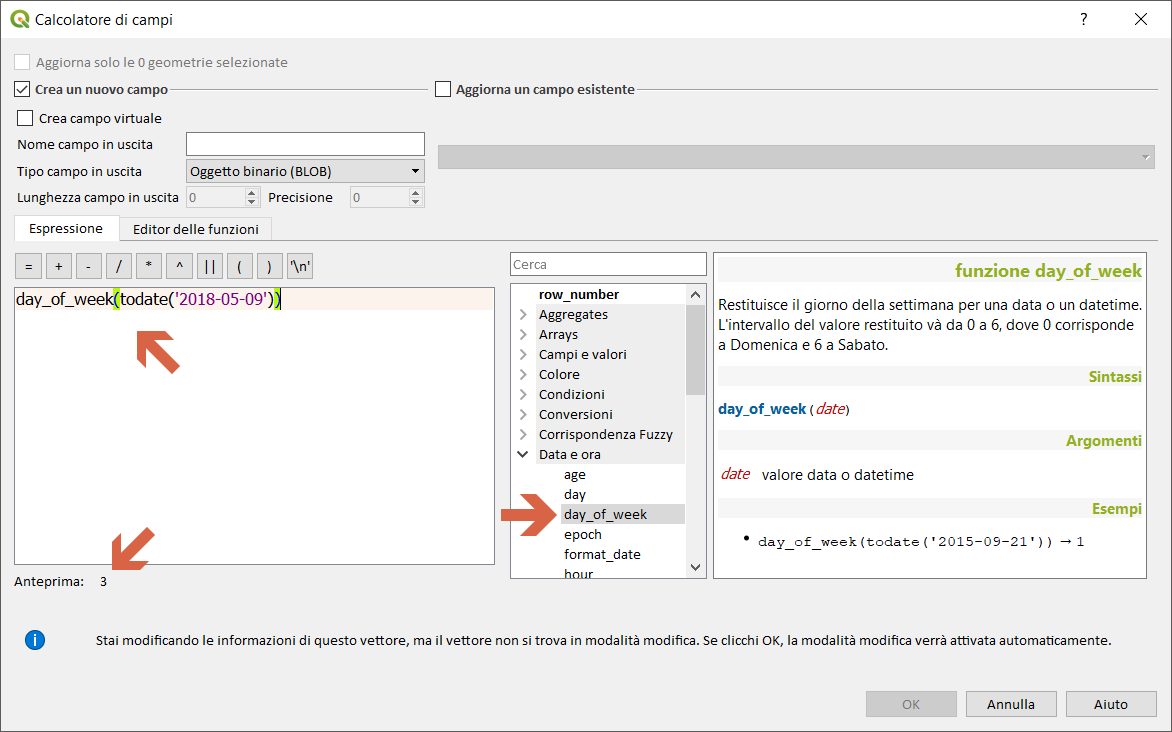 Calcolatore di campi
?
Aggiorna solo le 0 geometrie selezionate
Crea un nuovo campo
Aggiorna un campo esistente
Crea campo virtuale
Nome campo in uscita
Tipo campo in uscita
Oggetto binario (BLOB)
Lunghezza campo in uscita
0
Precisione
0
Espressione
Editor delle funzioni
= + - / * ^ || ( ) '\n'
day_of_week(todate('2018-05-09'))
Anteprima: 3
Cerca
row_number
Aggregates
Arrays
Campi e valori
Colore
Condizioni
Conversioni
Corrispondenza Fuzzy
Data e ora
age
day
day_of_week
epoch
format_date
hour
funzione day_of_week
Restituisce il giorno della settimana per una data o un datetime.
L'intervallo del valore restituito và da 0 a 6, dove 0 corrisponde
a Domenica e 6 a Sabato.
Sintassi
day_of_week (date)
Argomenti
date valore data o datetime
Esempi
• day_of_week(todate('2015-09-21')) → 1
Stai modificando le informazioni di questo vettore, ma il vettore non si trova in modalità modifica. Se clicchi OK, la modalità modifica verrà attivata automaticamente.
OK
Annulla
Aiuto